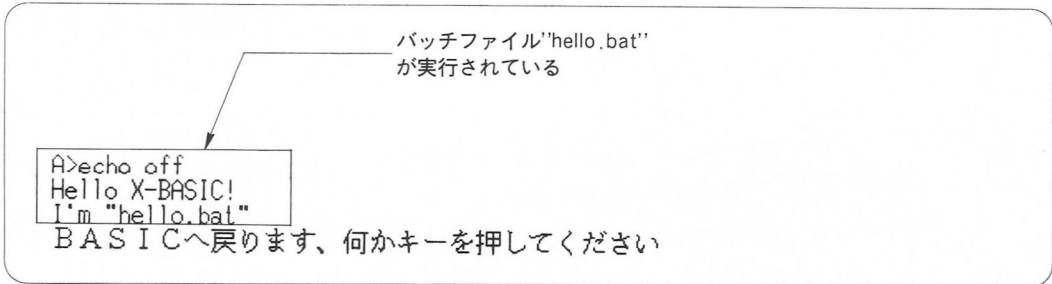 バッチファイル''hello.bat''
が実行されている
A>echo off
Hello X-BASIC!
I'm "hello.bat"
ＢＡＳＩＣへ戻ります、何かキーを押してください